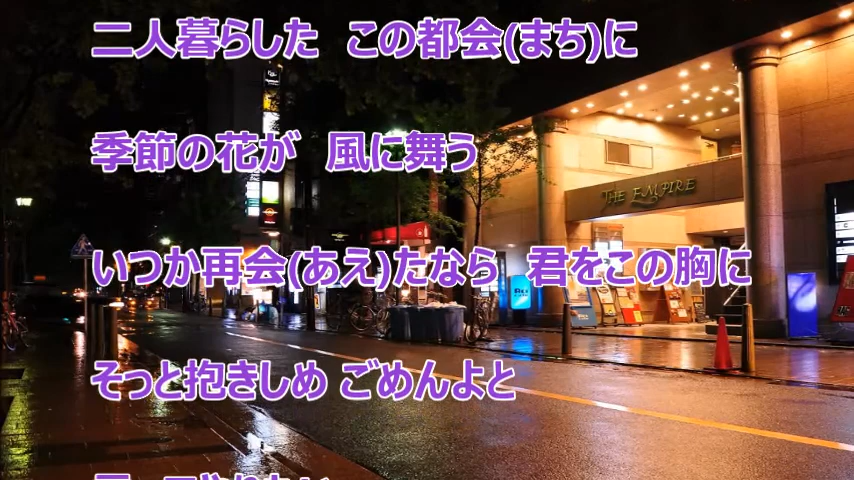 二人暮らした この都会(まち)に
季節の花が 風に舞う
THE EMPIRE
いつか再会(あえ)たなら 君をこの胸に
そっと抱きしめ ごめんよと